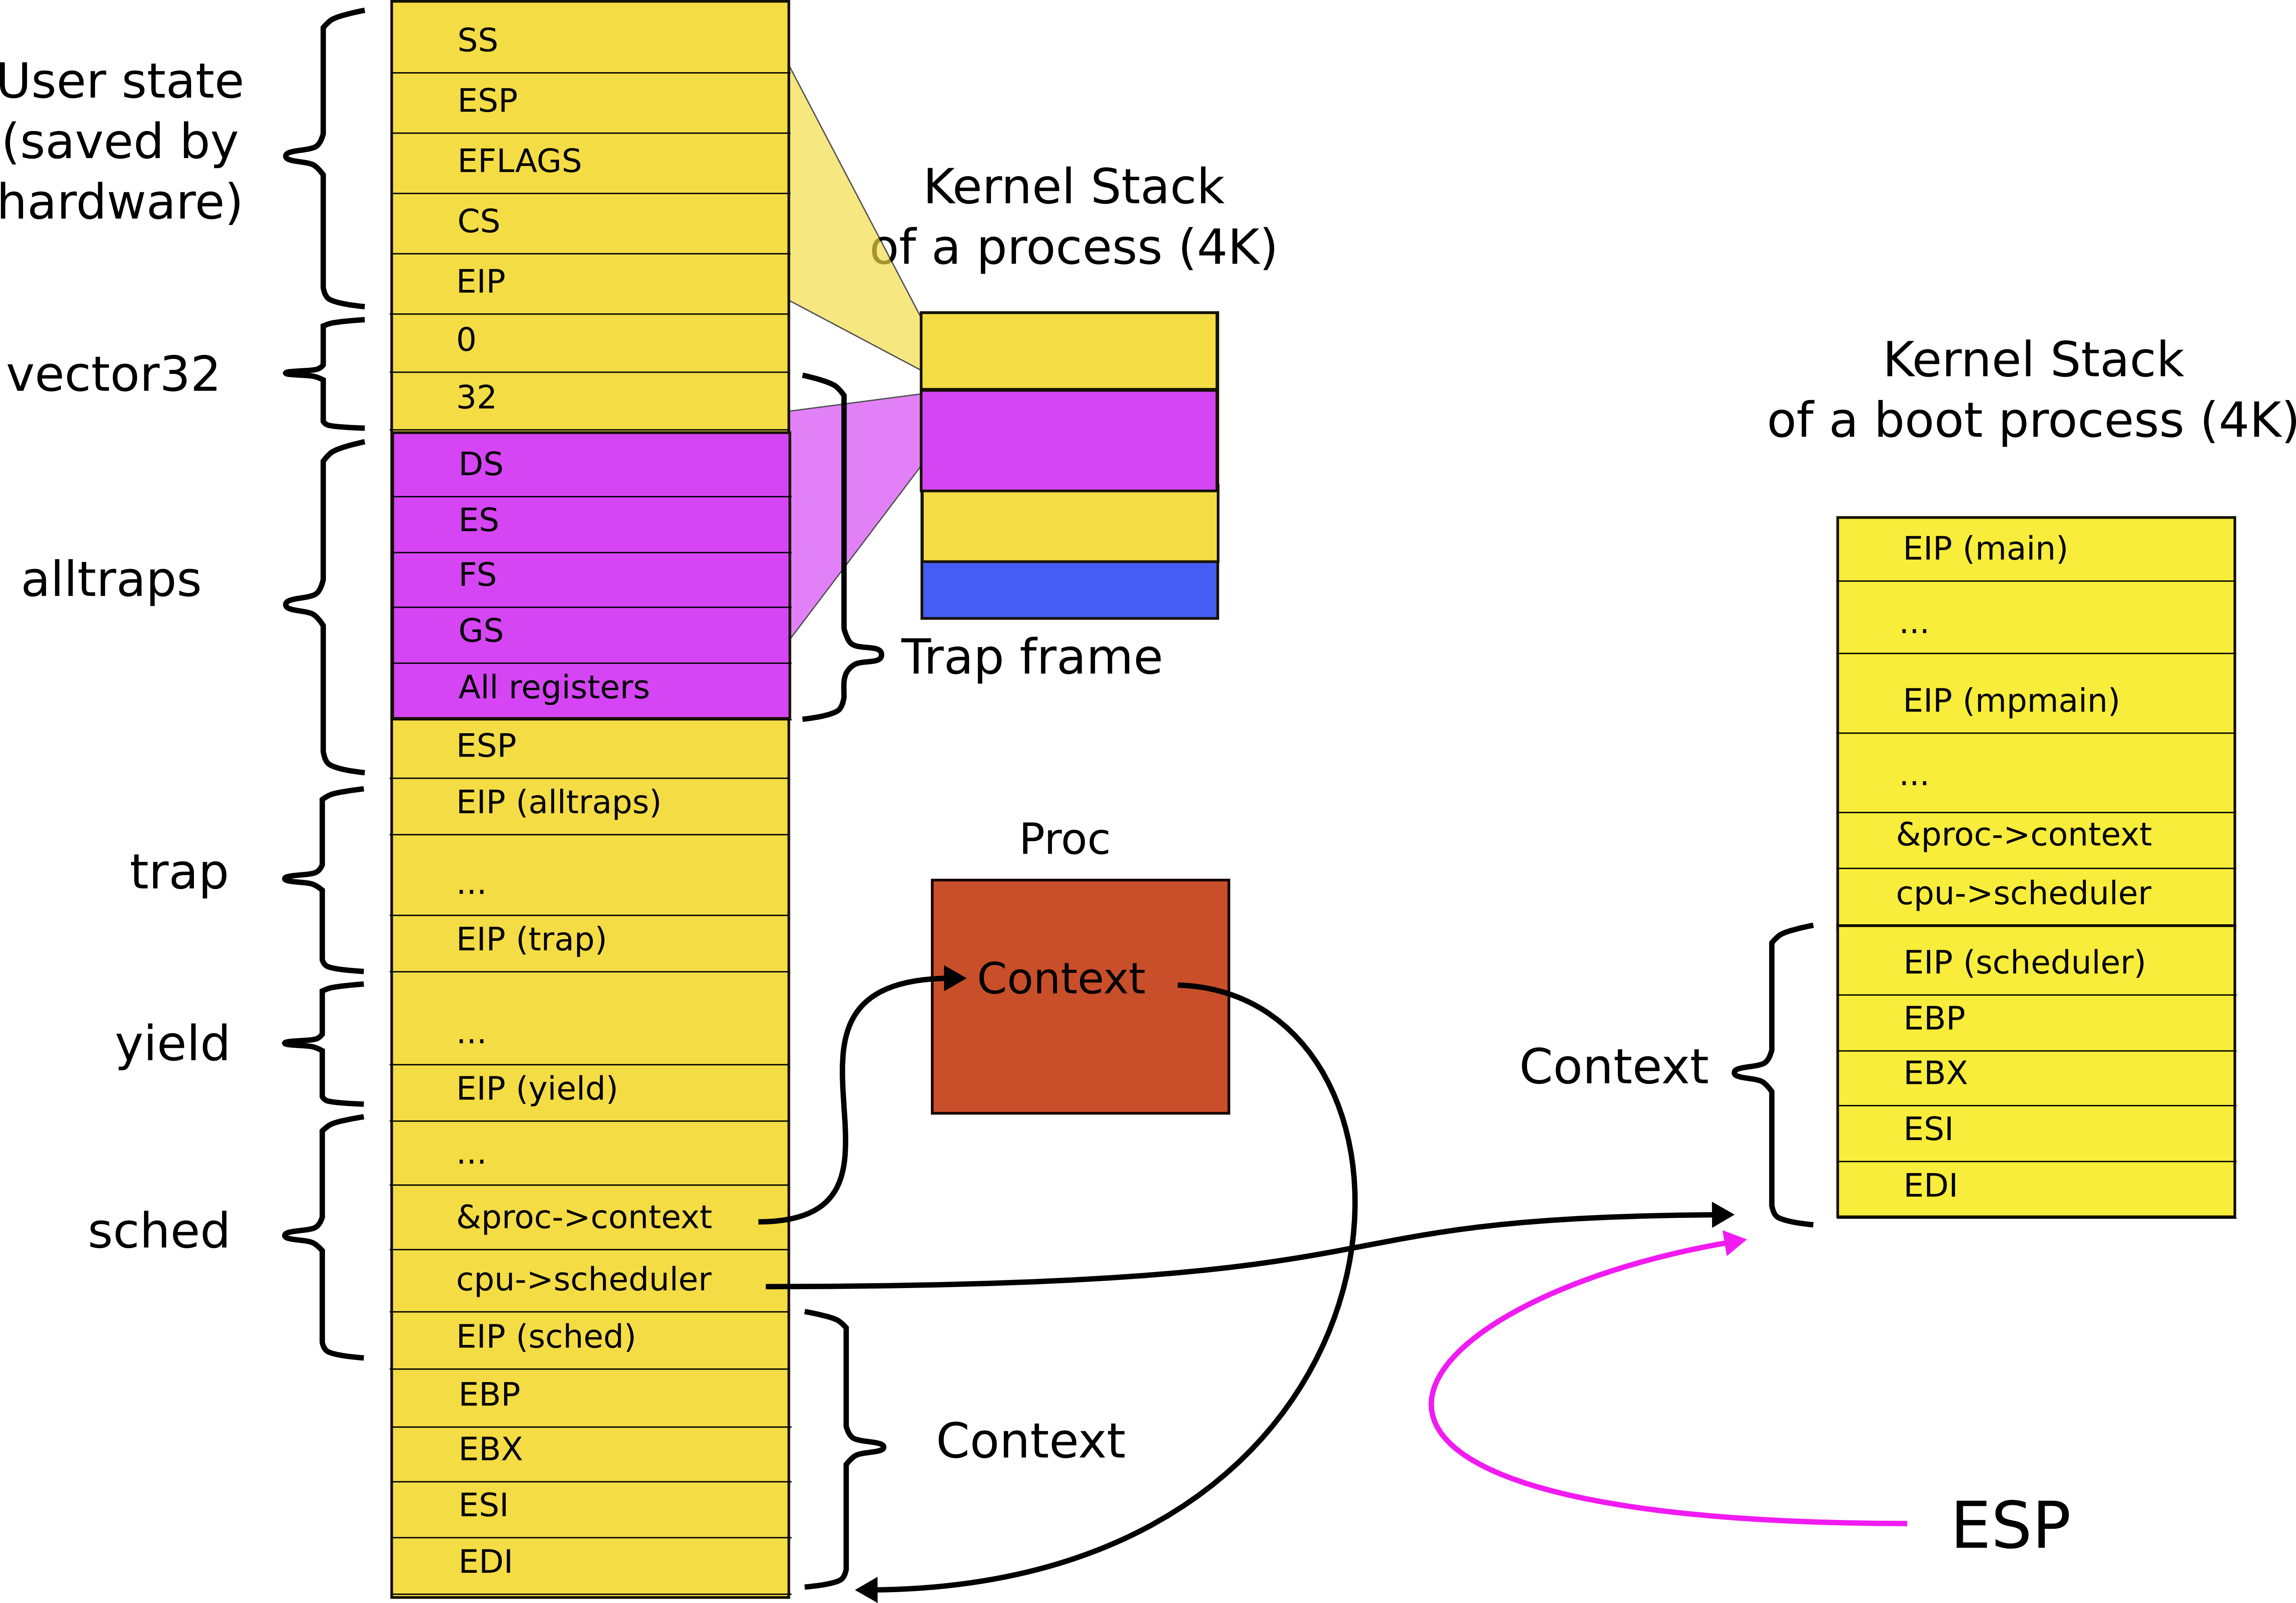 User state
(saved by
hardware)
vector32
alltraps
trap
yield
sched
SS
ESP
EFLAGS
CS
EIP
0
32
DS
ES
FS
GS
All registers
ESP
EIP (alltraps)
...
EIP (trap)
...
EIP (yield)
...
&proc->context
cpu->scheduler
EIP (sched)
EBP
EBX
ESI
EDI
Kernel Stack
of a process (4K)
Trap frame
Proc
Context
Context
Kernel Stack
of a boot process (4K)
EIP (main)
...
EIP (mpmain)
...
&proc->context
cpu->scheduler
EIP (scheduler)
EBP
EBX
ESI
EDI
Context
ESP